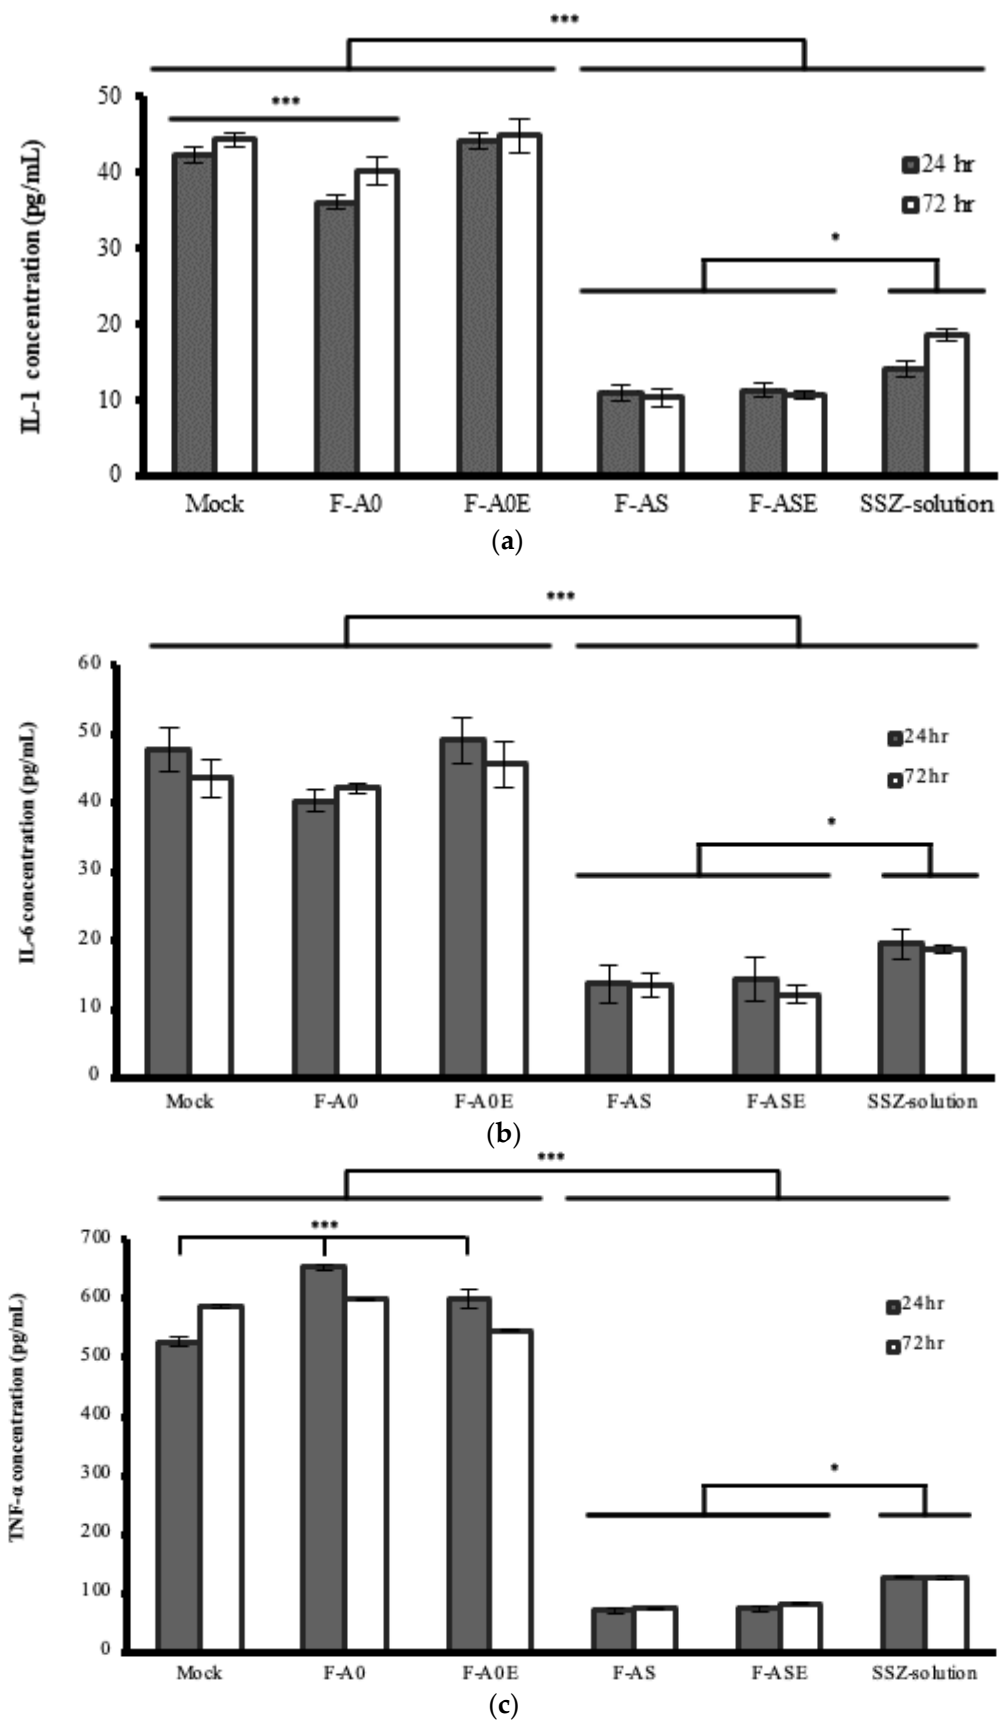 ***
50
***
40
24 hr
72 hr
30
*
20
10
0
IL-1 concentration (pg/mL)
Mock F-A0 F-A0E F-AS F-ASE SSZ-solution
(a)
***
60
50
24hr
72hr
40
*
30
20
10
0
IL-6 concentration (pg/mL)
Mock F-A0 F-A0E F-AS F-ASE SSZ-solution
(b)
***
700
***
600
24hr
72hr
500
400
300
*
200
100
0
TNF-α concentration (pg/mL)
Mock F-A0 F-A0E F-AS F-ASE SSZ-solution
(c)